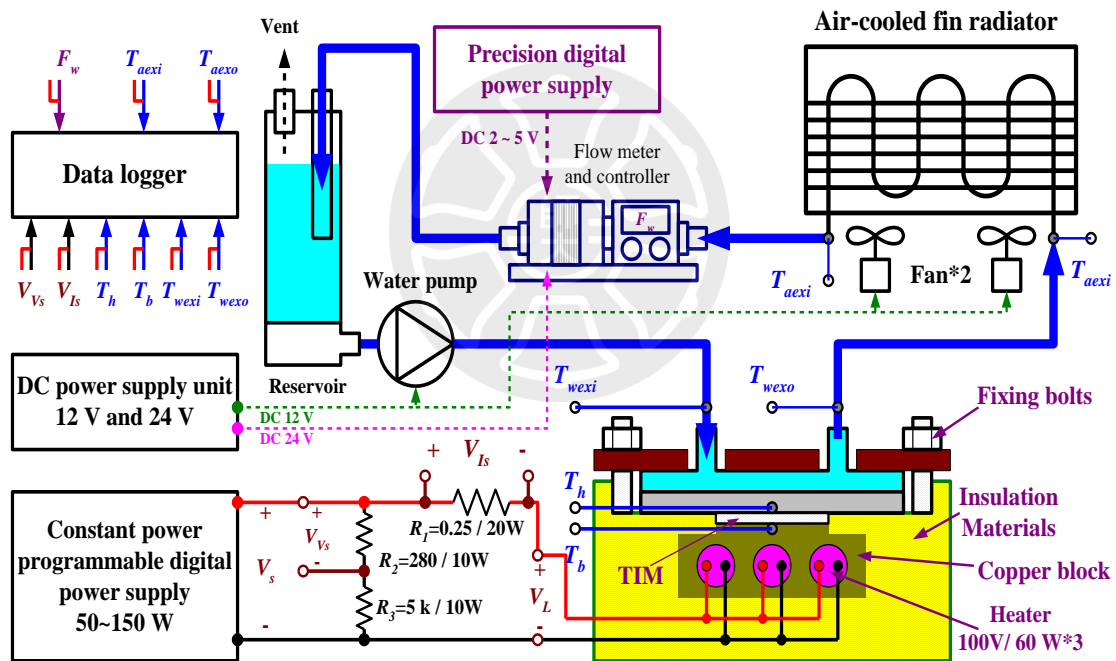 Vent
Air-cooled fin radiator
F_w
T_aexi
T_aexo
Precision digital
power supply
DC 2 ~ 5 V
Flow meter
and controller
Data logger
F_w
V_Vs
V_Is
T_h
T_b
T_wexi
T_wexo
Water pump
Fan*2
T_aexi
T_aexi
Reservoir
DC power supply unit
12 V and 24 V
DC 12 V
DC 24 V
T_wexi
T_wexo
Fixing bolts
+
V_Is
-
T_h
T_b
Insulation
Materials
Constant power
programmable digital
power supply
50~150 W
+
V_s
-
+
V_Vs
-
R_1=0.25 / 20W
R_2=280 / 10W
R_3=5 k / 10W
+
V_L
-
TIM
Copper block
Heater
100V/ 60 W*3